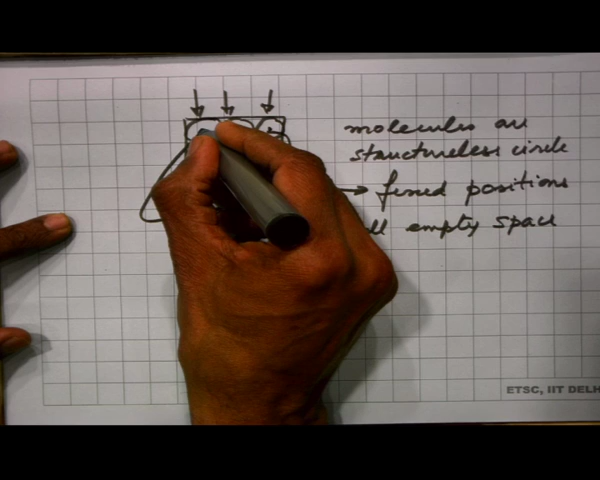 molecules are
structureless circle
→ fixed positions
empty space
ETSC, IIT DELH